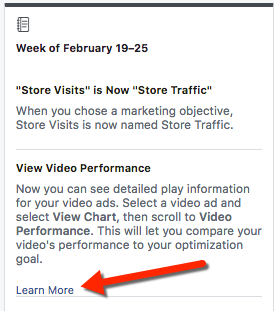 Week of February 19–25
"Store Visits" is Now "Store Traffic"
When you chose a marketing objective,
Store Visits is now named Store Traffic.
View Video Performance
Now you can see detailed play information
for your video ads. Select a video ad and
select View Chart, then scroll to Video
Performance. This will let you compare your
video's performance to your optimization
goal.
Learn More